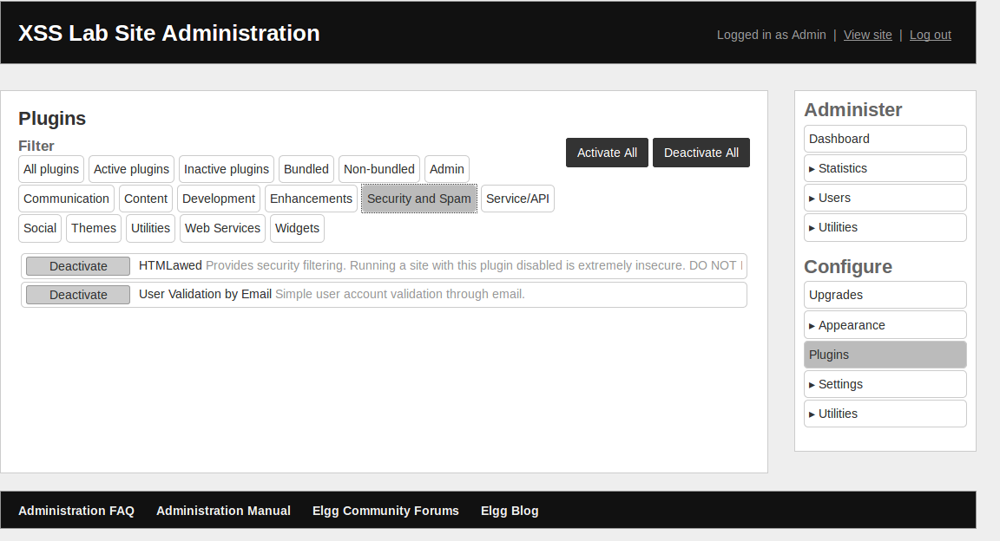 XSS Lab Site Administration
Logged in as Admin | View site | Log out
Plugins
Filter
Activate All Deactivate All
All plugins Active plugins Inactive plugins Bundled Non-bundled Admin
Communication Content Development Enhancements Security and Spam Service/API
Social Themes Utilities Web Services Widgets
Deactivate HTMLawed Provides security filtering. Running a site with this plugin disabled is extremely insecure. DO NOT
Deactivate User Validation by Email Simple user account validation through email.
Administer
Dashboard
▸ Statistics
▸ Users
▸ Utilities
Configure
Upgrades
▸ Appearance
Plugins
▸ Settings
▸ Utilities
Administration FAQ Administration Manual Elgg Community Forums Elgg Blog